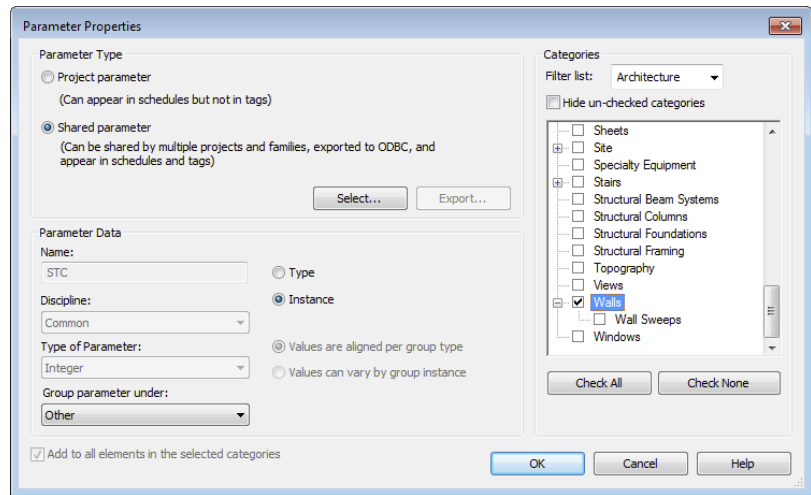 Parameter Properties
Parameter Type
Project parameter
(Can appear in schedules but not in tags)
Shared parameter
(Can be shared by multiple projects and families, exported to ODBC, and
appear in schedules and tags)
Select...
Export...
Parameter Data
Name:
STC
Type
Discipline:
Instance
Common
Type of Parameter:
Values are aligned per group type
Integer
Values can vary by group instance
Group parameter under:
Other
Add to all elements in the selected categories
Categories
Filter list:
Architecture
Hide un-checked categories
Sheets
Site
Specialty Equipment
Stairs
Structural Beam Systems
Structural Columns
Structural Foundations
Structural Framing
Topography
Views
Walls
Wall Sweeps
Windows
Check All
Check None
OK
Cancel
Help